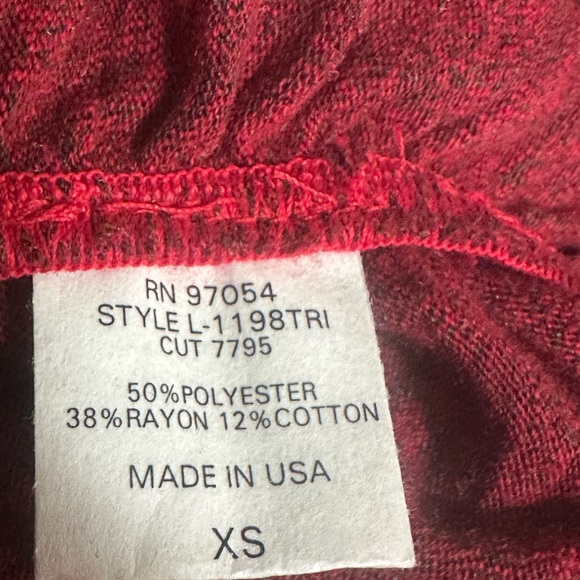 RN 97054
STYLE L-1198TRI
CUT 7795
50%POLYESTER
38%RAYON 12%COTTON
MADE IN USA
XS